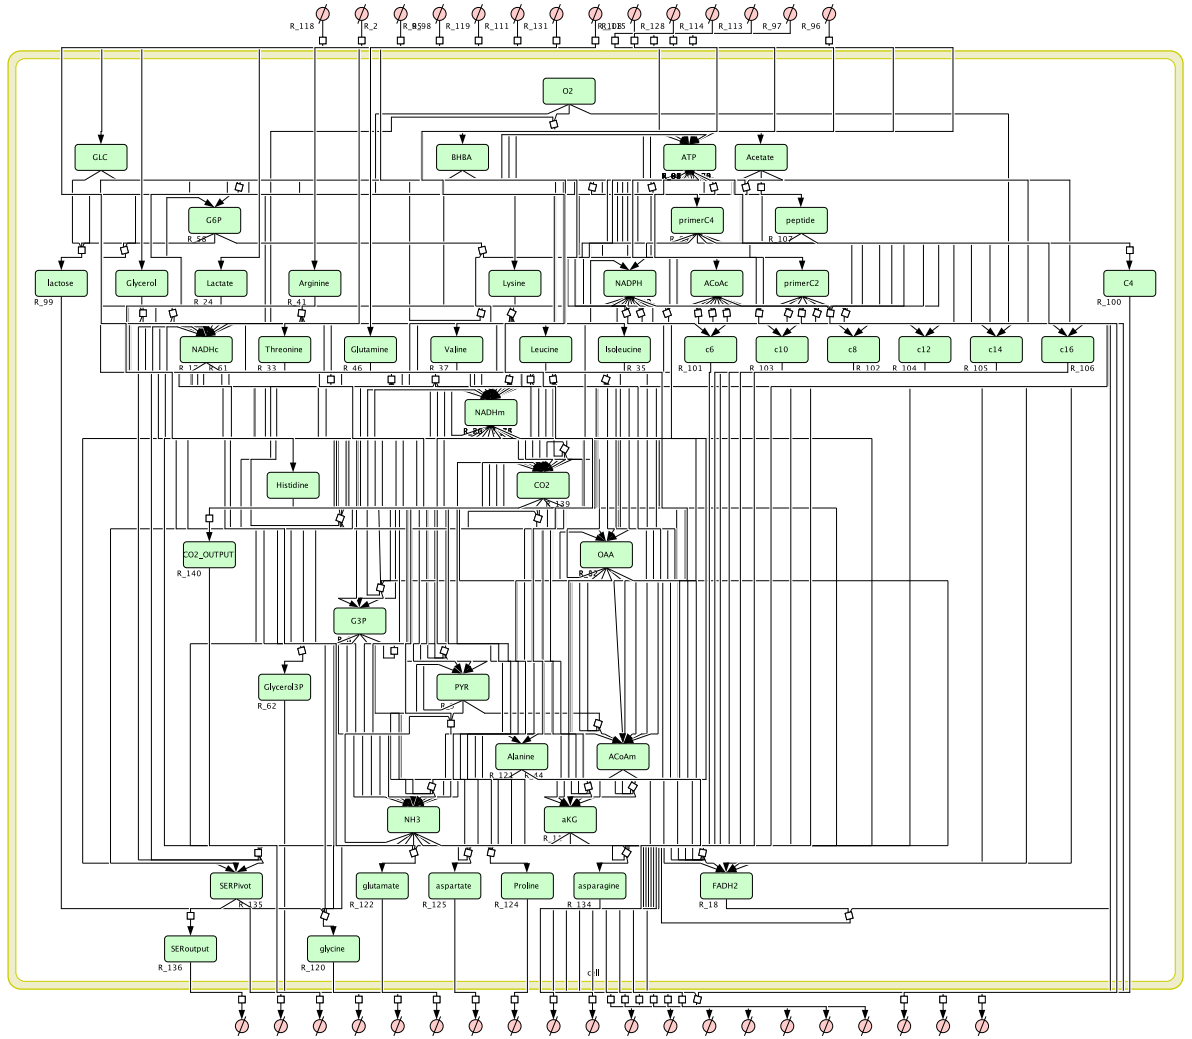 R_118 R_2 R_98 R_119 R_111 R_131 R_128 R_114 R_113 R_97 R_96
O2
GLC BHBA ATP Acetate
G6P primerC4 peptide
R_58 R_107
lactose Glycerol Lactate Arginine Lysine NADPH ACoAc primerC2 C4
R_99 R_24 R_41 R_100
NADHc Threonine Glutamine Valine Leucine Isoleucine c6 c10 c8 c12 c14 c16
R_61 R_33 R_46 R_37 R_35 R_101 R_103 R_102 R_104 R_105 R_106
NADHm
Histidine CO2
R_139
CO2_OUTPUT OAA
R_140
G3P
Glycerol3P PYR
R_62
Alanine ACoAm
R_121 R_44
NH3 aKG
SERPivot glutamate aspartate Proline asparagine FADH2
R_135 R_122 R_125 R_124 R_134 R_18
SERoutput glycine
R_136 R_120
cell